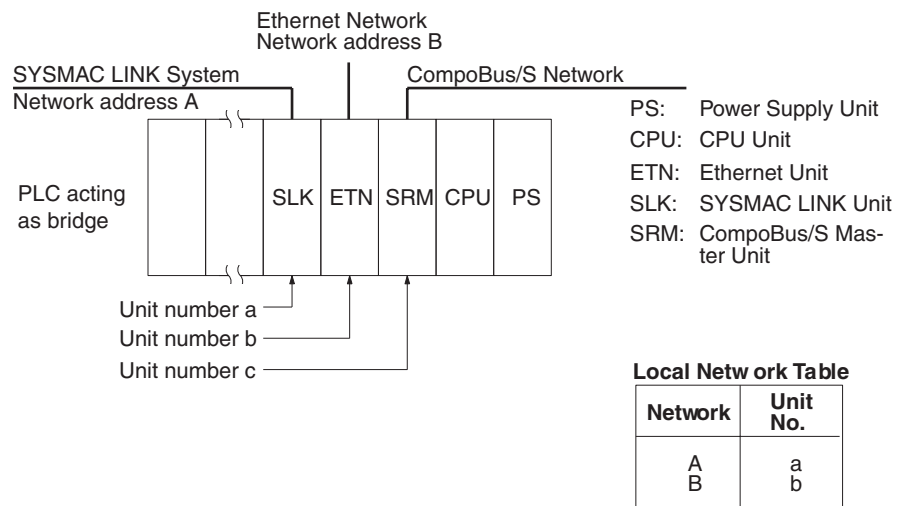 Ethernet Network
Network address B
SYSMAC LINK System
CompoBus/S Network
Network address A
PLC acting
as bridge
SLK
ETN
SRM
CPU
PS
PS: Power Supply Unit
CPU: CPU Unit
ETN: Ethernet Unit
SLK: SYSMAC LINK Unit
SRM: CompoBus/S Mas-
ter Unit
Unit number a
Unit number b
Unit number c
Local Netw ork Table
Network
Unit
No.
A a
B b